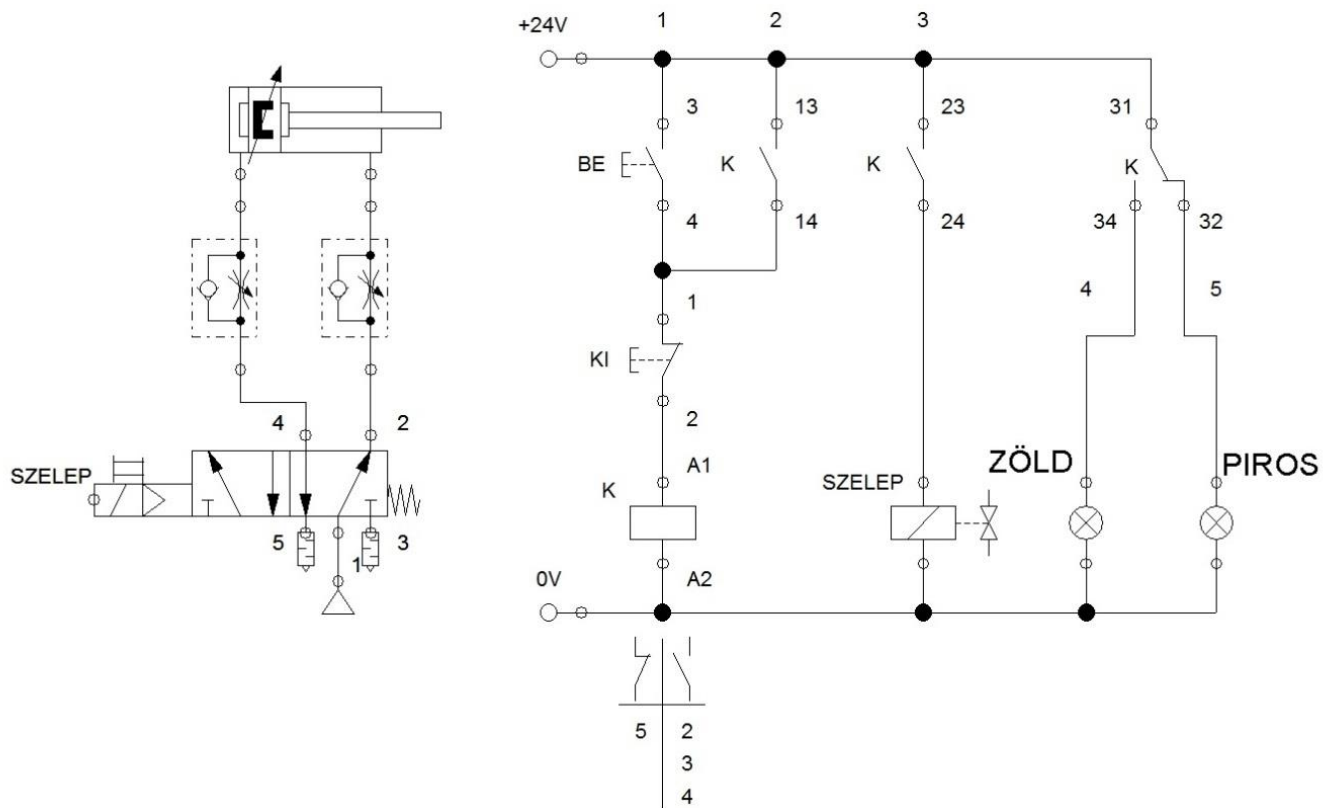 1 2 3
+24V
3 13 23 31
BE K K K
4 14 24 34 32
1 4 5
KI
4 2 2
A1 ZÖLD PIROS
SZELEP K SZELEP
5 1 3
0V A2
5 2
3
4